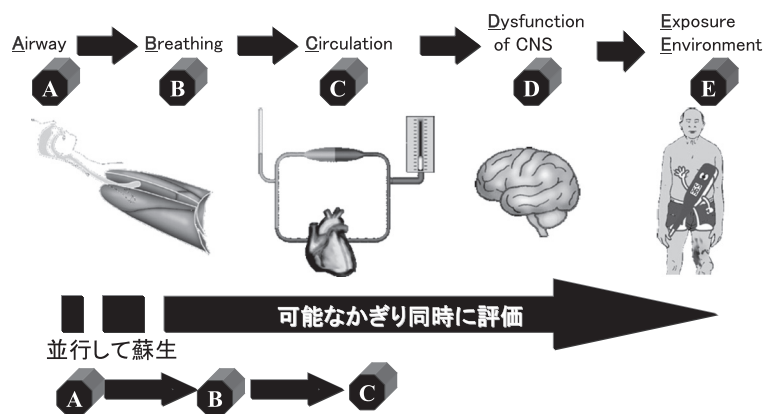 Airway
Breathing
Circulation
Dysfunction
of CNS
Exposure
Environment
A
B
C
D
E
可能なかぎり同時に評価
並行して蘇生
A
B
C